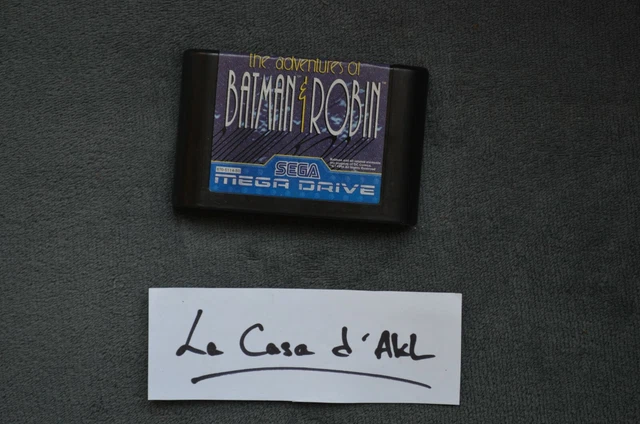 the adventures of
BATMAN & ROBIN
SEGA
MEGA DRIVE
La Casa d'AKL